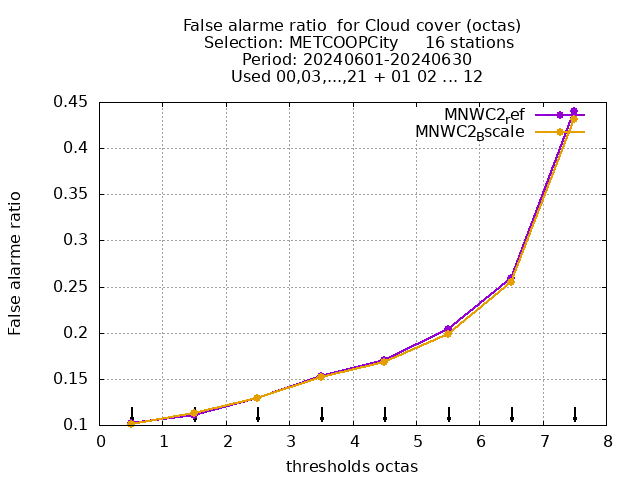 False alarme ratio  for Cloud cover (octas)
Selection: METCOOPCity     16 stations
Period: 20240601-20240630
Used 00,03,...,21 + 01 02 ... 12
MNWC2ref
MNWC2Bscale
0.45
0.4
0.35
0.3
0.25
0.2
0.15
0.1
False alarme ratio
0 1 2 3 4 5 6 7 8
thresholds octas